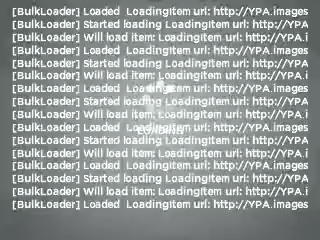 [BulkLoader] Loaded  LoadingItem url: http://YPA.images
[BulkLoader] Started loading LoadingItem url: http://YPA
[BulkLoader] Will load item: LoadingItem url: http://YPA.i
[BulkLoader] Loaded  LoadingItem url: http://YPA.images
[BulkLoader] Started loading LoadingItem url: http://YPA
[BulkLoader] Will load item: LoadingItem url: http://YPA.i
[BulkLoader] Loaded  LoadingItem url: http://YPA.images
[BulkLoader] Started loading LoadingItem url: http://YPA
[BulkLoader] Will load item: LoadingItem url: http://YPA.i
[BulkLoader] Loaded  LoadingItem url: http://YPA.images
[BulkLoader] Started loading LoadingItem url: http://YPA
[BulkLoader] Will load item: LoadingItem url: http://YPA.i
[BulkLoader] Loaded  LoadingItem url: http://YPA.images
[BulkLoader] Started loading LoadingItem url: http://YPA
[BulkLoader] Will load item: LoadingItem url: http://YPA.i
[BulkLoader] Loaded  LoadingItem url: http://YPA.images